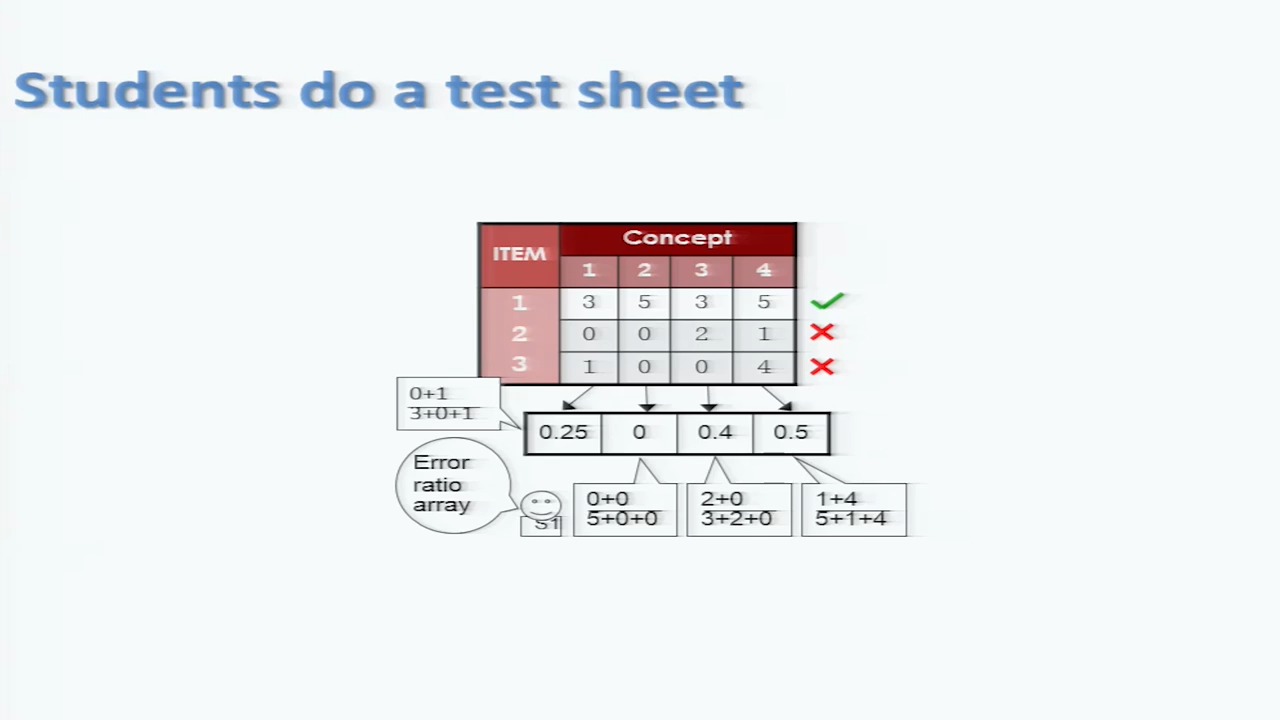 Students do a test sheet
ITEM Concept
1 2 3 4
1 3 5 3 5
2 0 0 2 1
3 1 0 0 4
0+1
3+0+1
0.25 0 0.4 0.5
Error
ratio
array
S1
0+0
5+0+0
2+0
3+2+0
1+4
5+1+4